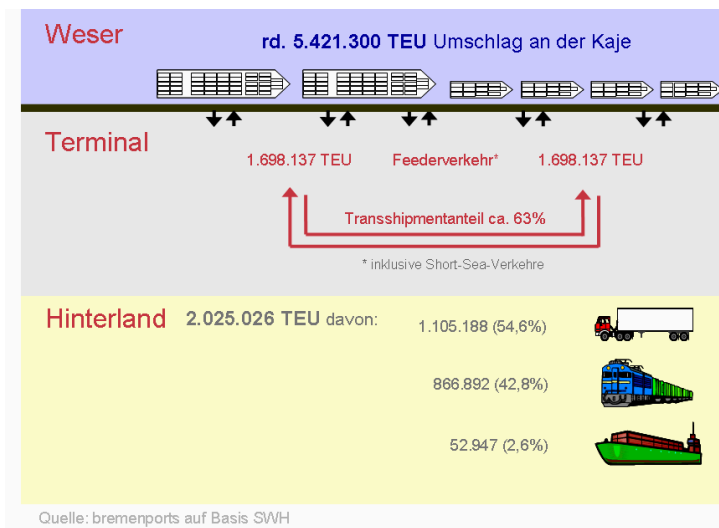 Weser
rd. 5.421.300 TEU Umschlag an der Kaje
Terminal
1.698.137 TEU Feederverkehr* 1.698.137 TEU
Transshipmentanteil ca. 63%
* inklusive Short-Sea-Verkehre
Hinterland 2.025.026 TEU davon: 1.105.188 (54,6%)
866.892 (42,8%)
52.947 (2,6%)
Quelle: bremenports auf Basis SWH